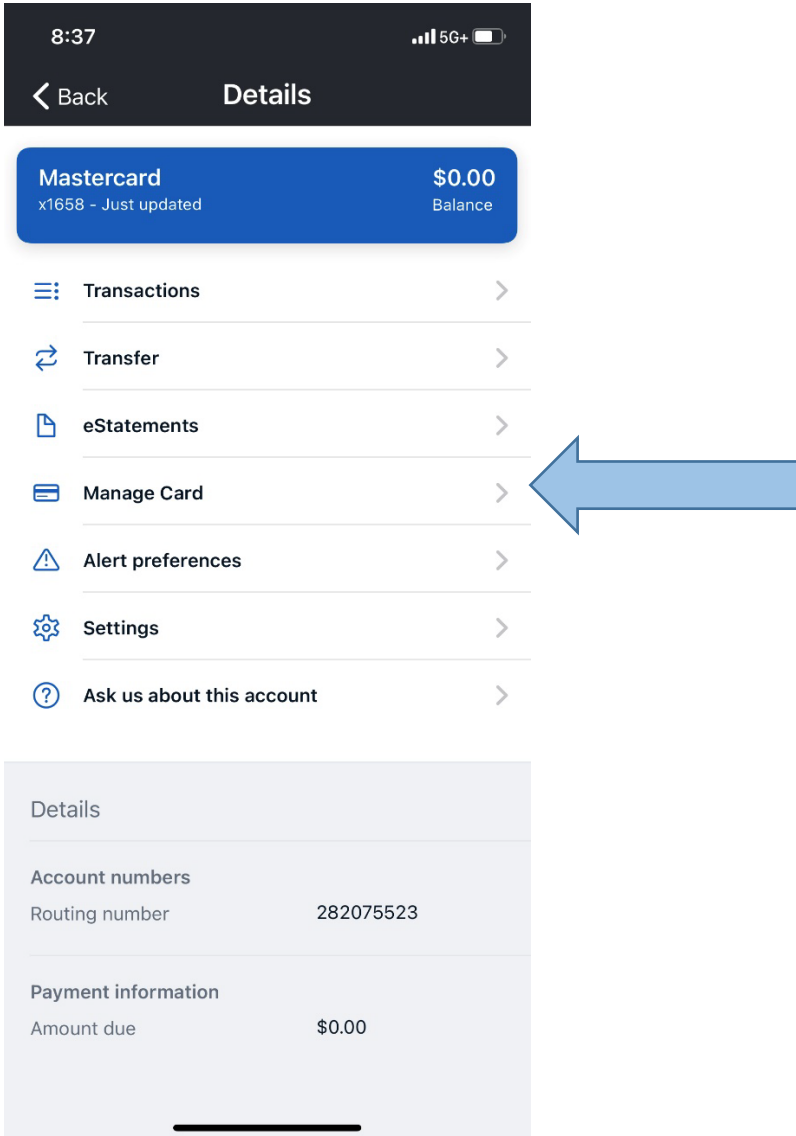 8:37 5G+
Back Details
Mastercard $0.00
x1658 - Just updated Balance
Transactions
Transfer
eStatements
Manage Card
Alert preferences
Settings
Ask us about this account
Details
Account numbers
Routing number 282075523
Payment information
Amount due $0.00